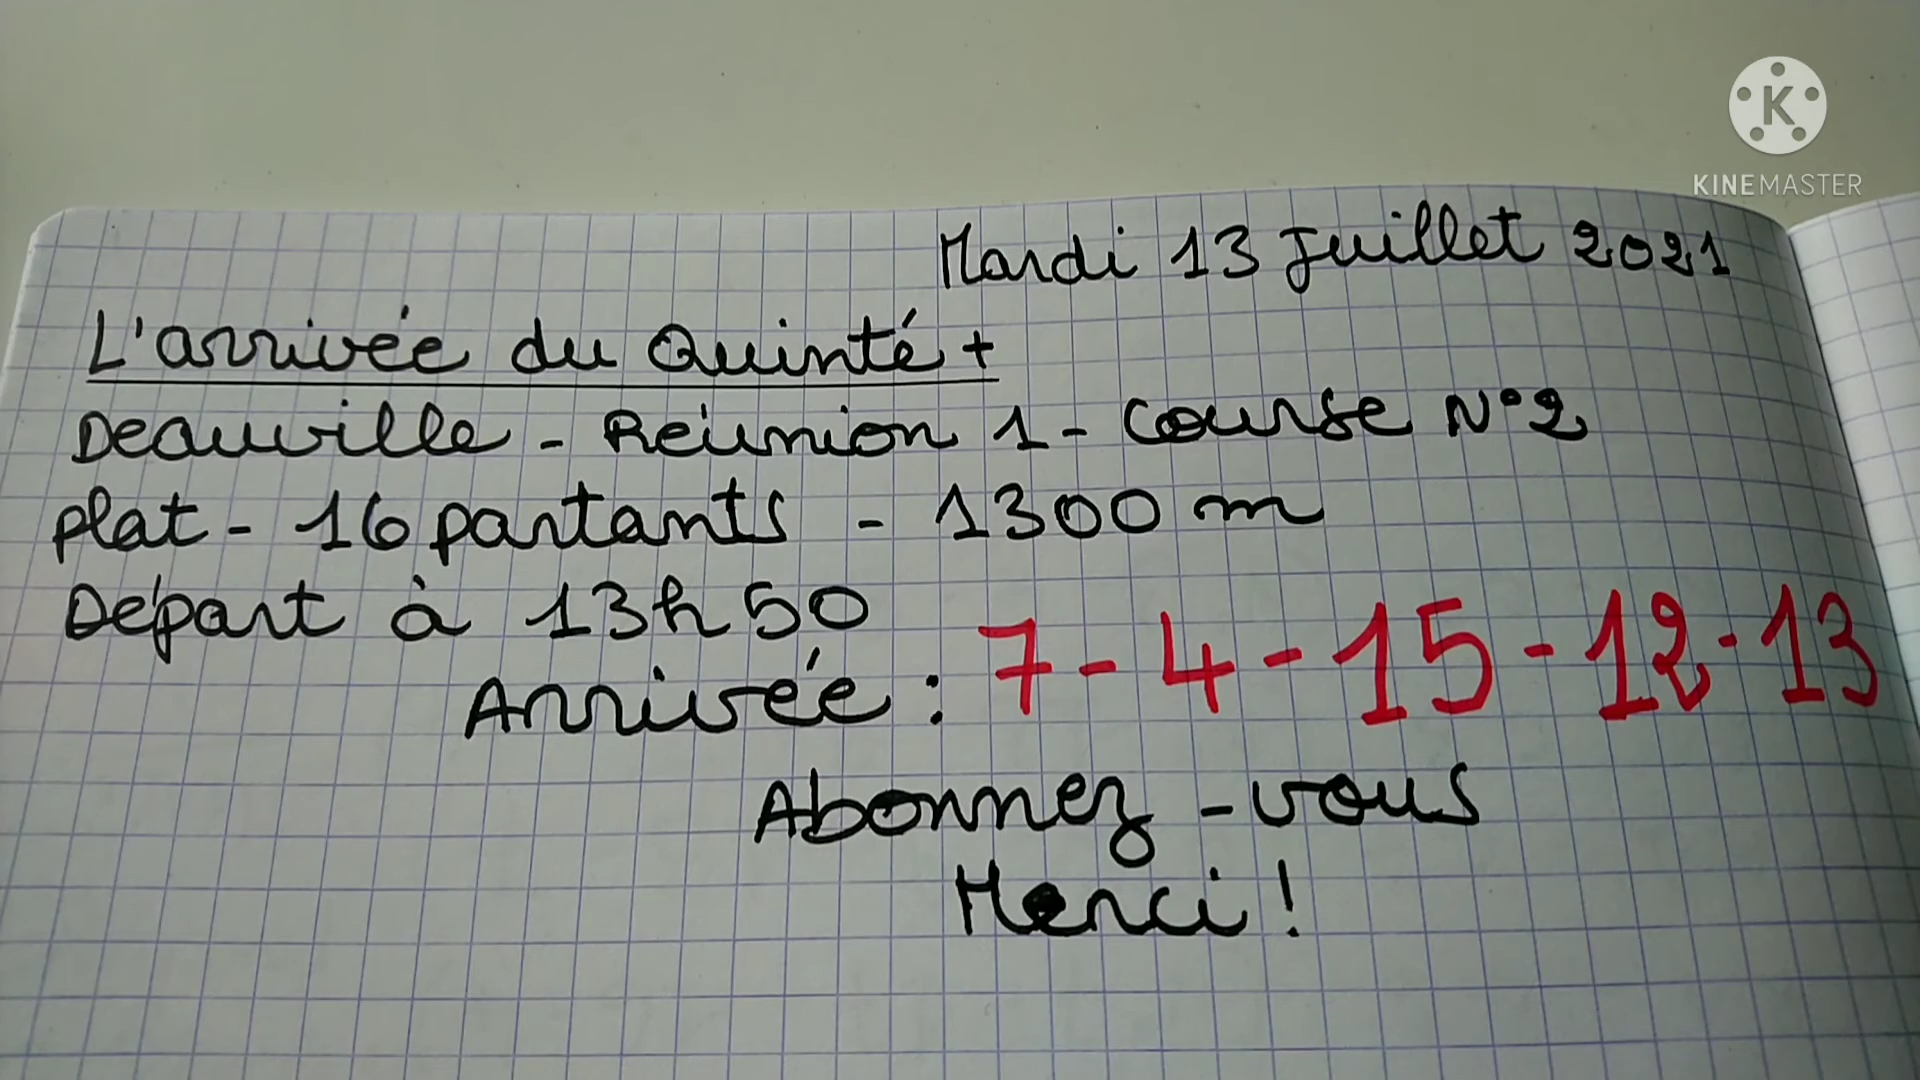 KINEMASTER
Mardi 13 Juillet 2021
L'arrivée du Quinté +
Deauville - Réunion 1 - Course N°2
Plat - 16 partants - 1300 m
Départ à 13h50
Arrivée : 7 - 4 - 15 - 12 - 13
Abonnez - vous
Merci !